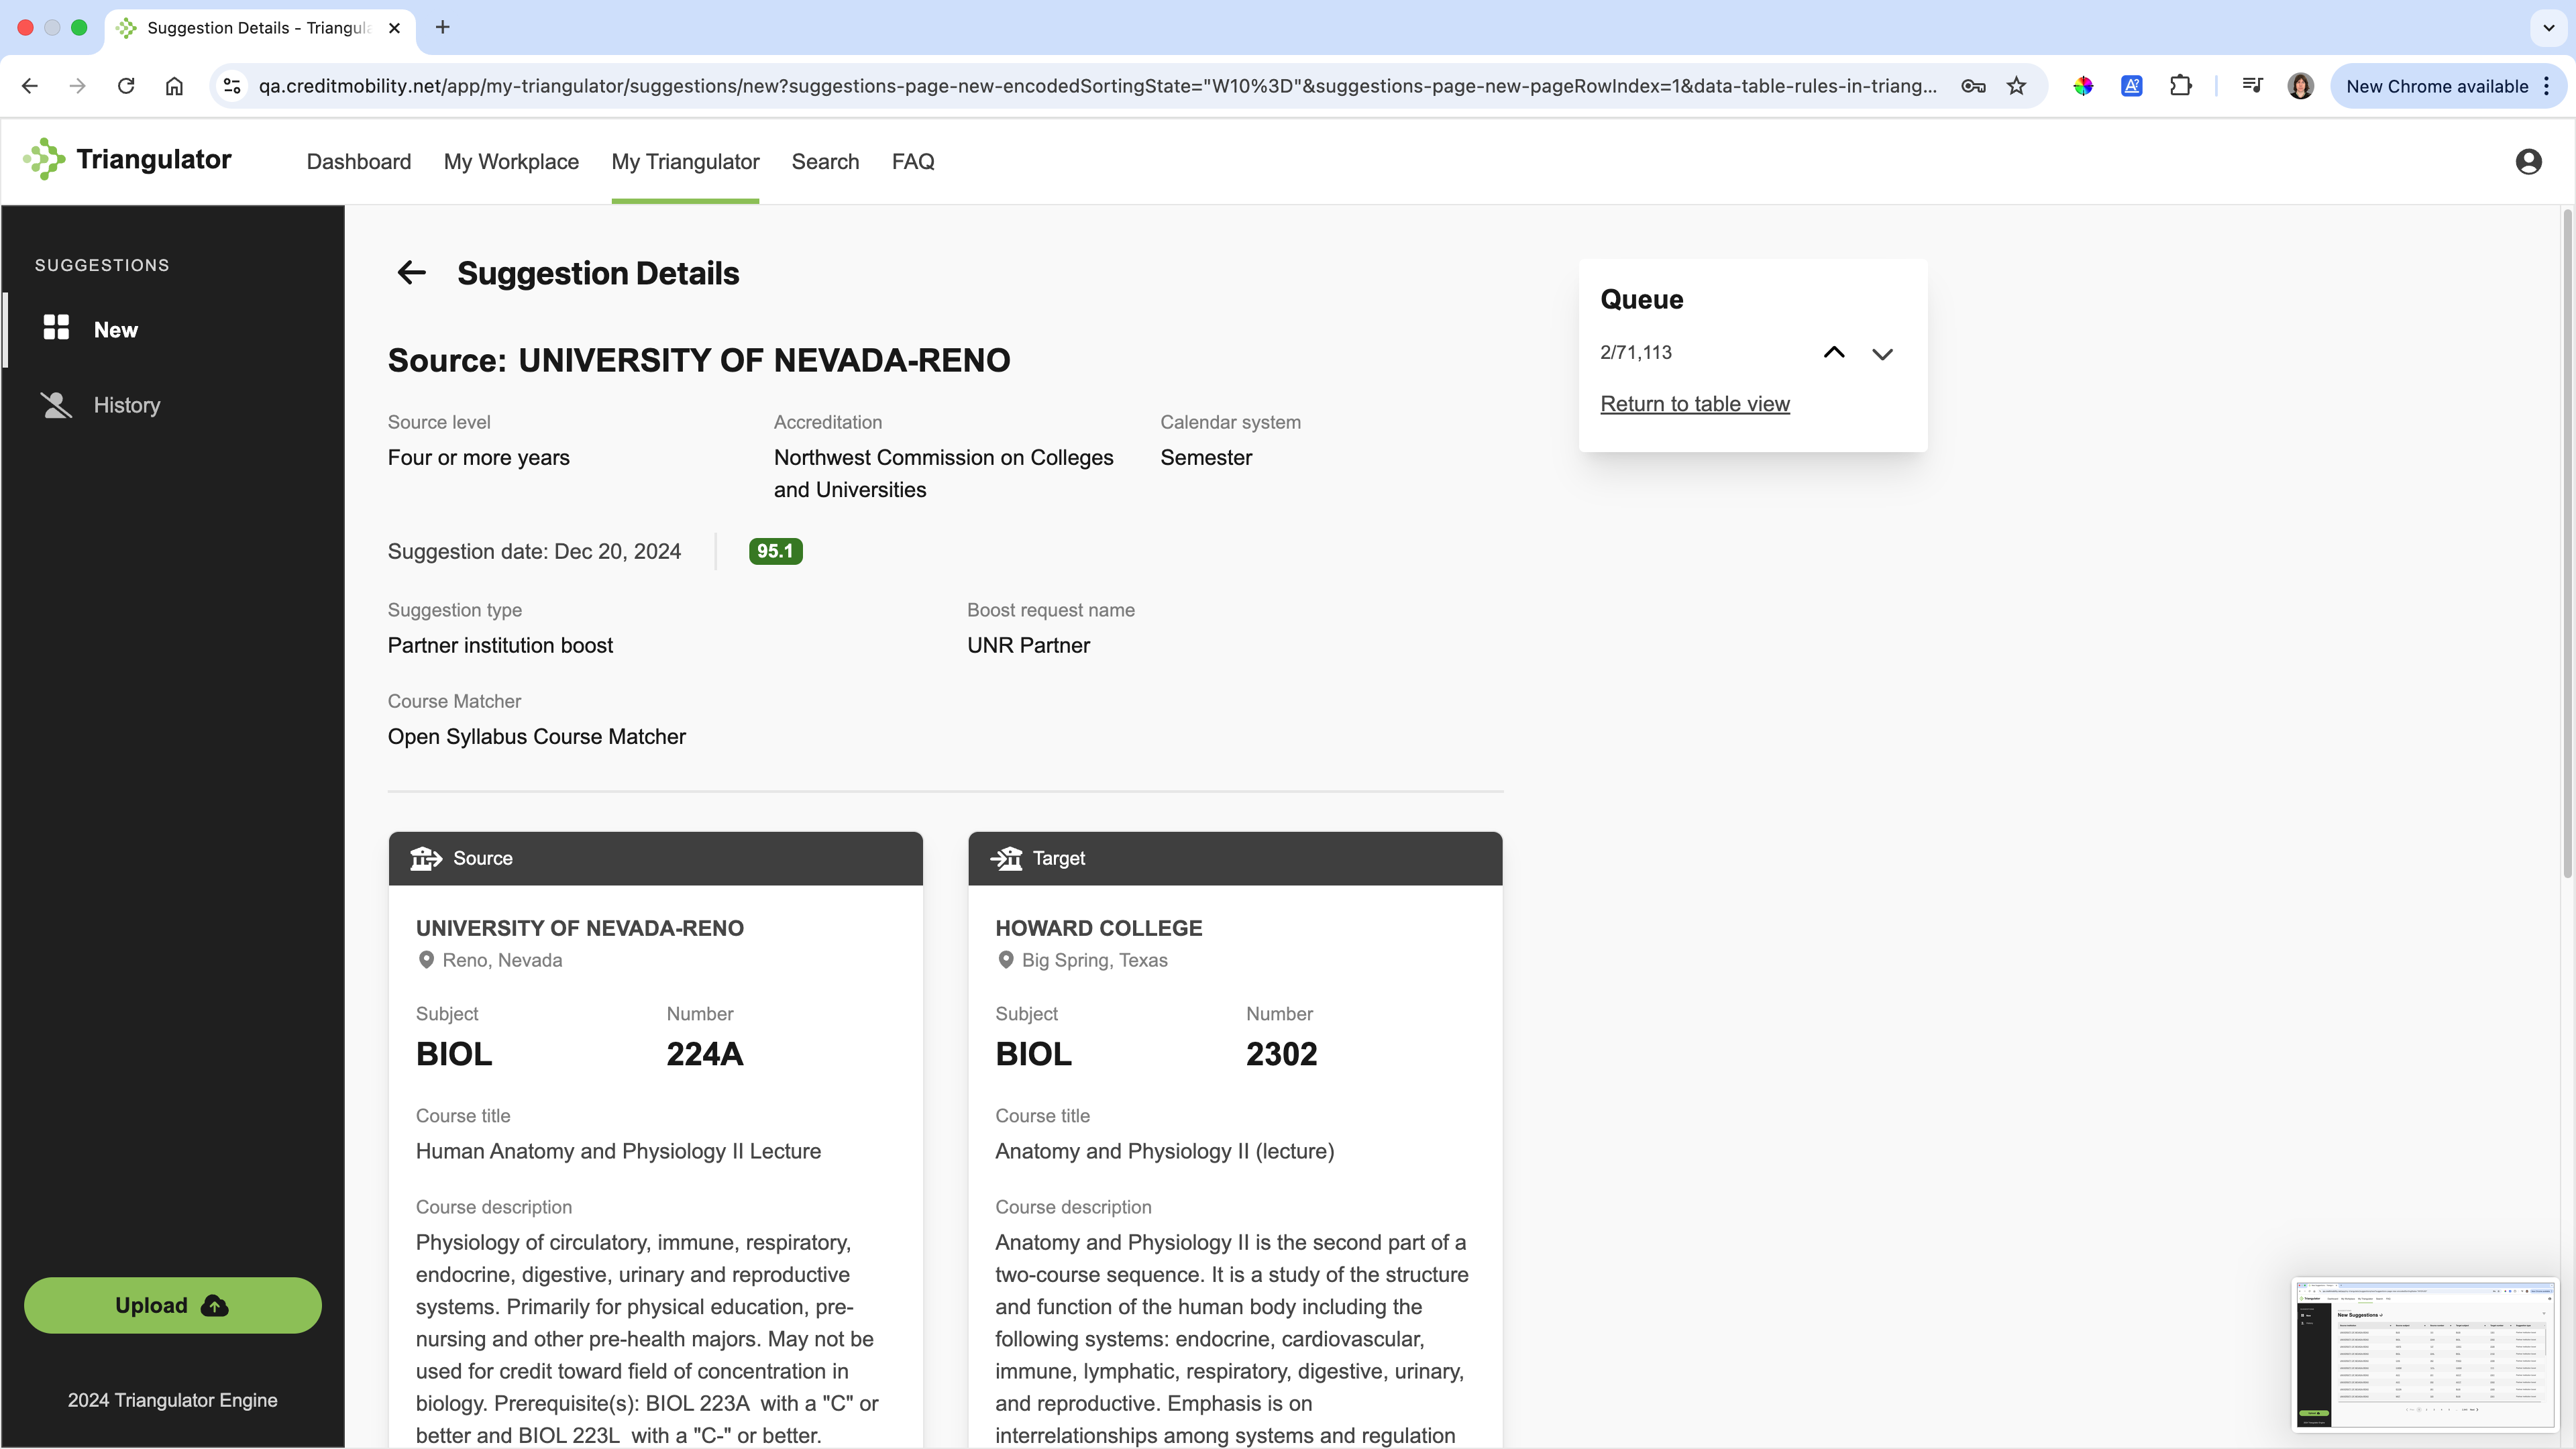 Suggestion Details - Triangula
qa.creditmobility.net/app/my-triangulator/suggestions/new?suggestions-page-new-encodedSortingState="W10%3D"&suggestions-page-new-pageRowIndex=1&data-table-rules-in-triang...
New Chrome available
Triangulator
Dashboard
My Workplace
My Triangulator
Search
FAQ
SUGGESTIONS
New
History
Upload
2024 Triangulator Engine
Suggestion Details
Source: UNIVERSITY OF NEVADA-RENO
Source level
Four or more years
Accreditation
Northwest Commission on Colleges
and Universities
Calendar system
Semester
Suggestion date: Dec 20, 2024
95.1
Suggestion type
Partner institution boost
Boost request name
UNR Partner
Course Matcher
Open Syllabus Course Matcher
Queue
2/71,113
Return to table view
Source
UNIVERSITY OF NEVADA-RENO
Reno, Nevada
Subject
BIOL
Number
224A
Course title
Human Anatomy and Physiology II Lecture
Course description
Physiology of circulatory, immune, respiratory,
endocrine, digestive, urinary and reproductive
systems. Primarily for physical education, pre-
nursing and other pre-health majors. May not be
used for credit toward field of concentration in
biology. Prerequisite(s): BIOL 223A with a "C" or
better and BIOL 223L with a "C-" or better.
Target
HOWARD COLLEGE
Big Spring, Texas
Subject
BIOL
Number
2302
Course title
Anatomy and Physiology II (lecture)
Course description
Anatomy and Physiology II is the second part of a
two-course sequence. It is a study of the structure
and function of the human body including the
following systems: endocrine, cardiovascular,
immune, lymphatic, respiratory, digestive, urinary,
and reproductive. Emphasis is on
interrelationships among systems and regulation